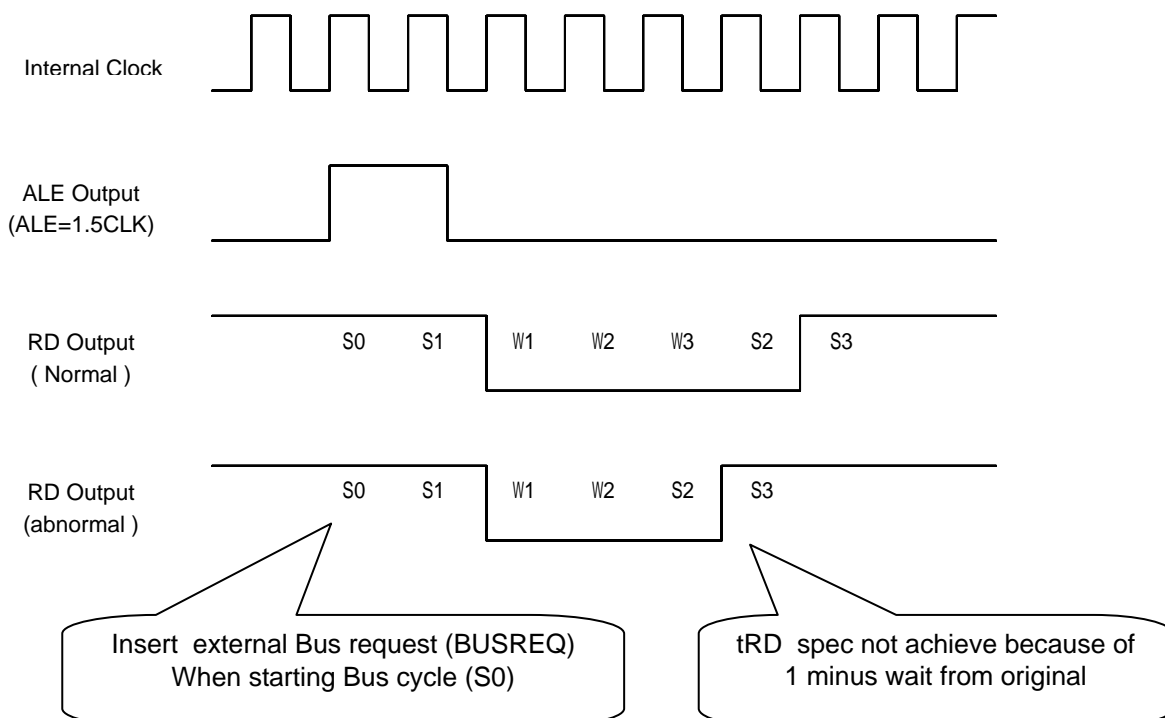 Internal Clock
ALE Output
(ALE=1.5CLK)
RD Output
( Normal )
S0 S1 W1 W2 W3 S2 S3
RD Output
(abnormal )
S0 S1 W1 W2 S2 S3
Insert external Bus request (BUSREQ)
When starting Bus cycle (S0)
tRD spec not achieve because of
1 minus wait from original